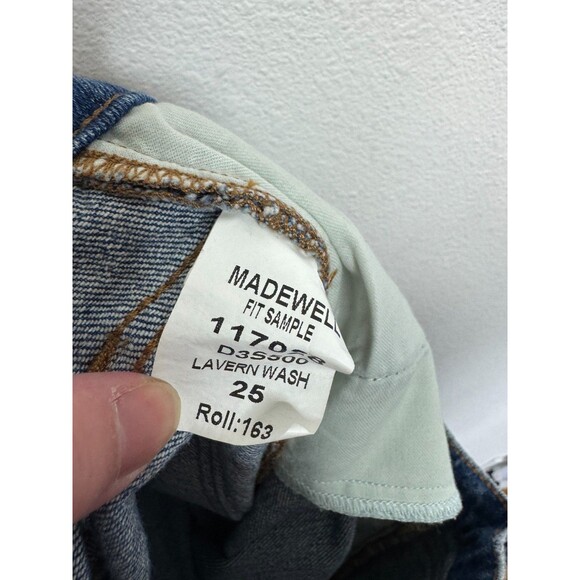 MADEWELL
FIT SAMPLE
LAVERN WASH
25
Roll:163